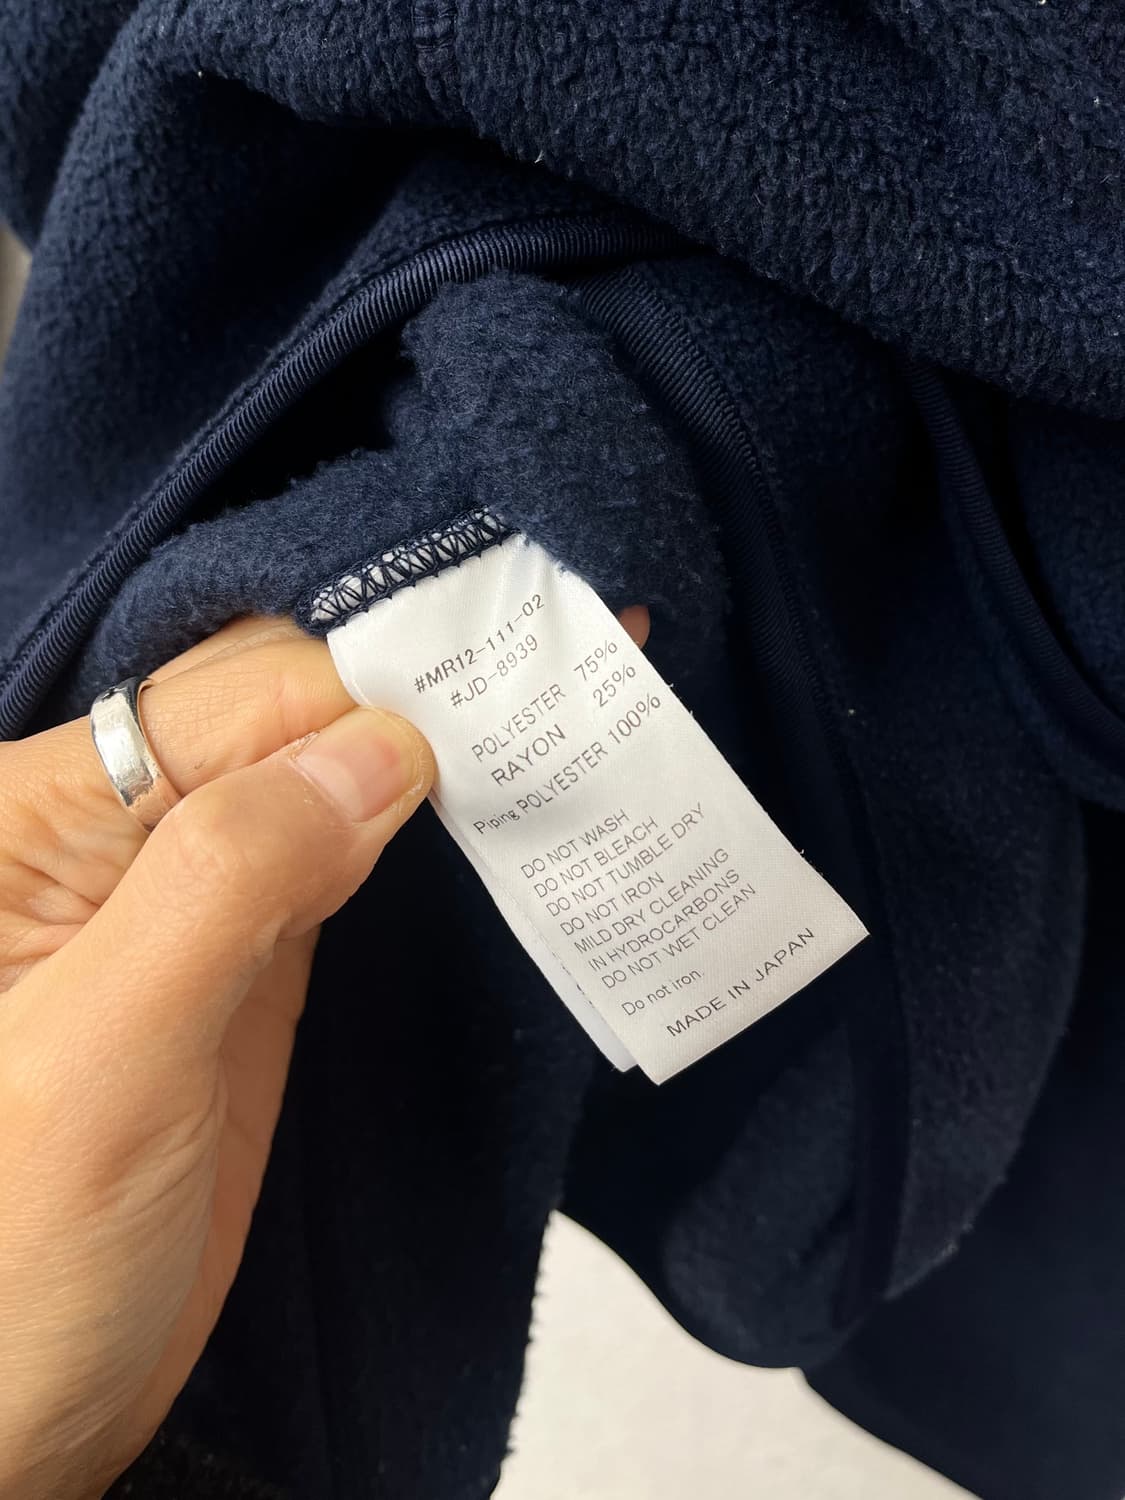 #MR12-111-02
#JD-8939
POLYESTER 75%
RAYON 25%
Piping POLYESTER 100%
DO NOT WASH
DO NOT BLEACH
DO NOT TUMBLE DRY
DO NOT IRON
MILD DRY CLEANING
IN HYDROCARBONS
DO NOT WET CLEAN
Do not iron.
MADE IN JAPAN